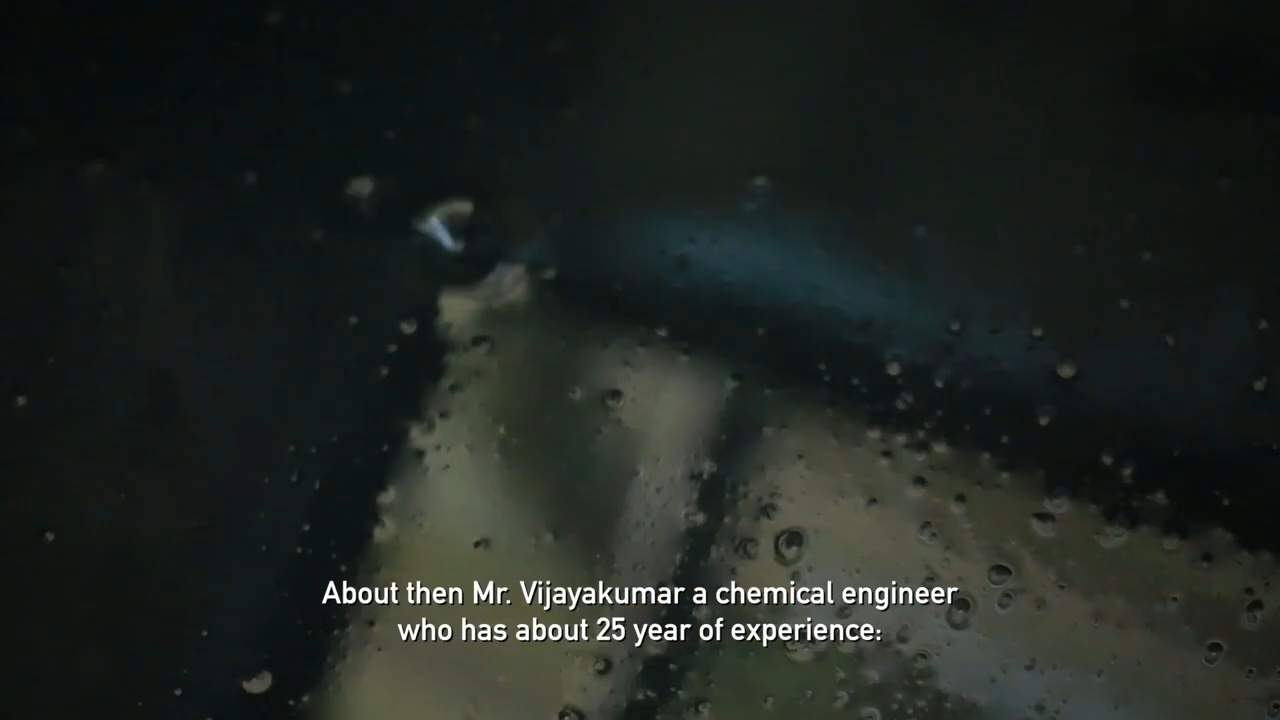 About then Mr. Vijayakumar a chemical engineer
who has about 25 year of experience: